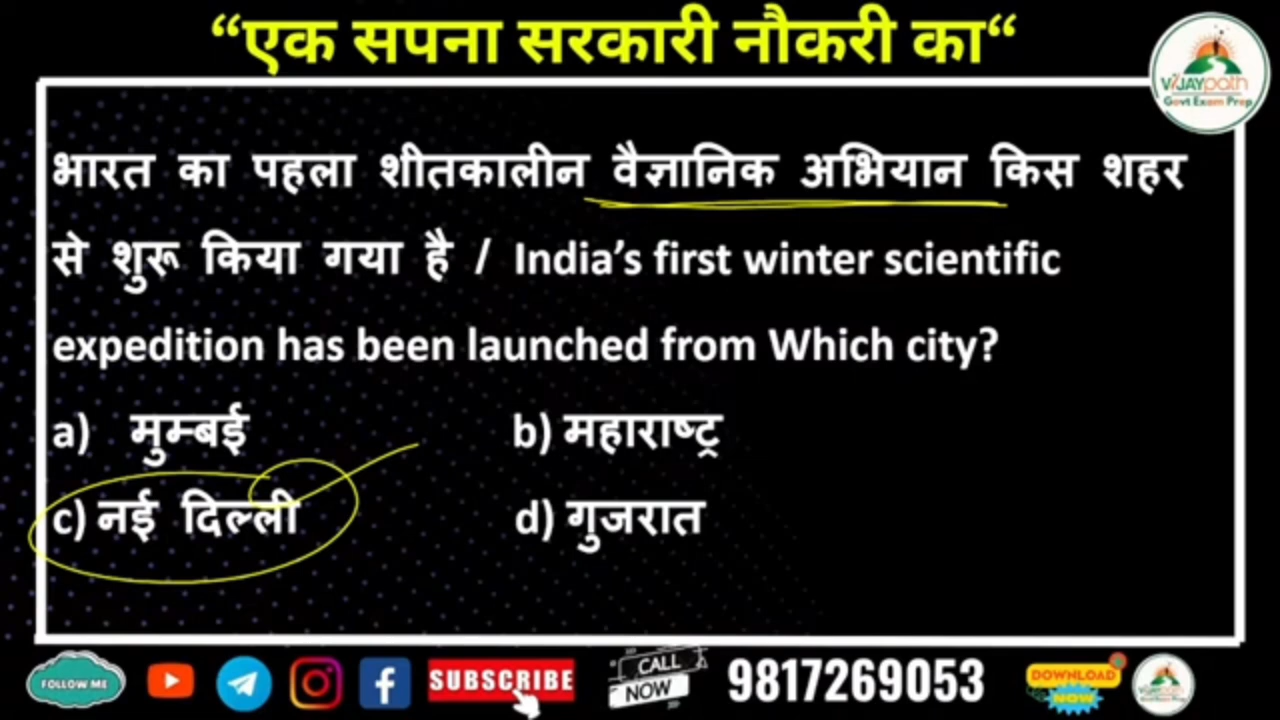 “एक सपना सरकारी नौकरी का“
VIJAYpath
Govt Exam Prep
भारत का पहला शीतकालीन वैज्ञानिक अभियान किस शहर
से शुरू किया गया है / India’s first winter scientific
expedition has been launched from Which city?
a) मुम्बई b) महाराष्ट्र
c) नई दिल्ली d) गुजरात
FOLLOW ME
SUBSCRIBE
CALL
NOW
9817269053
DOWNLOAD
NOW
VIJAYpath